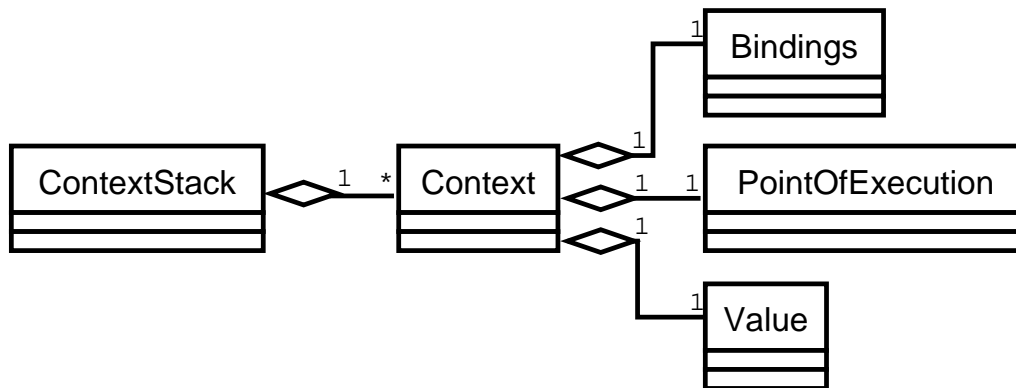 Bindings
1
1
ContextStack
1
*
Context
1
1
PointOfExecution
1
1
Value